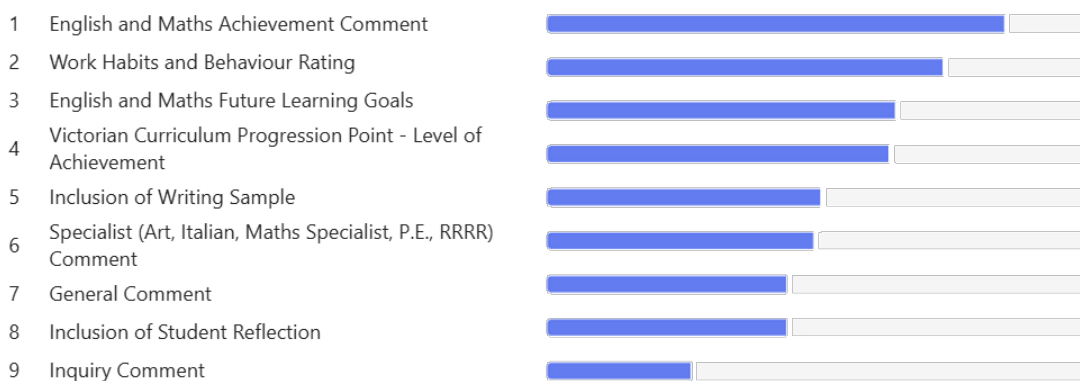 1 English and Maths Achievement Comment
2 Work Habits and Behaviour Rating
3 English and Maths Future Learning Goals
4 Victorian Curriculum Progression Point - Level of
Achievement
5 Inclusion of Writing Sample
6 Specialist (Art, Italian, Maths Specialist, P.E., RRRR)
Comment
7 General Comment
8 Inclusion of Student Reflection
9 Inquiry Comment